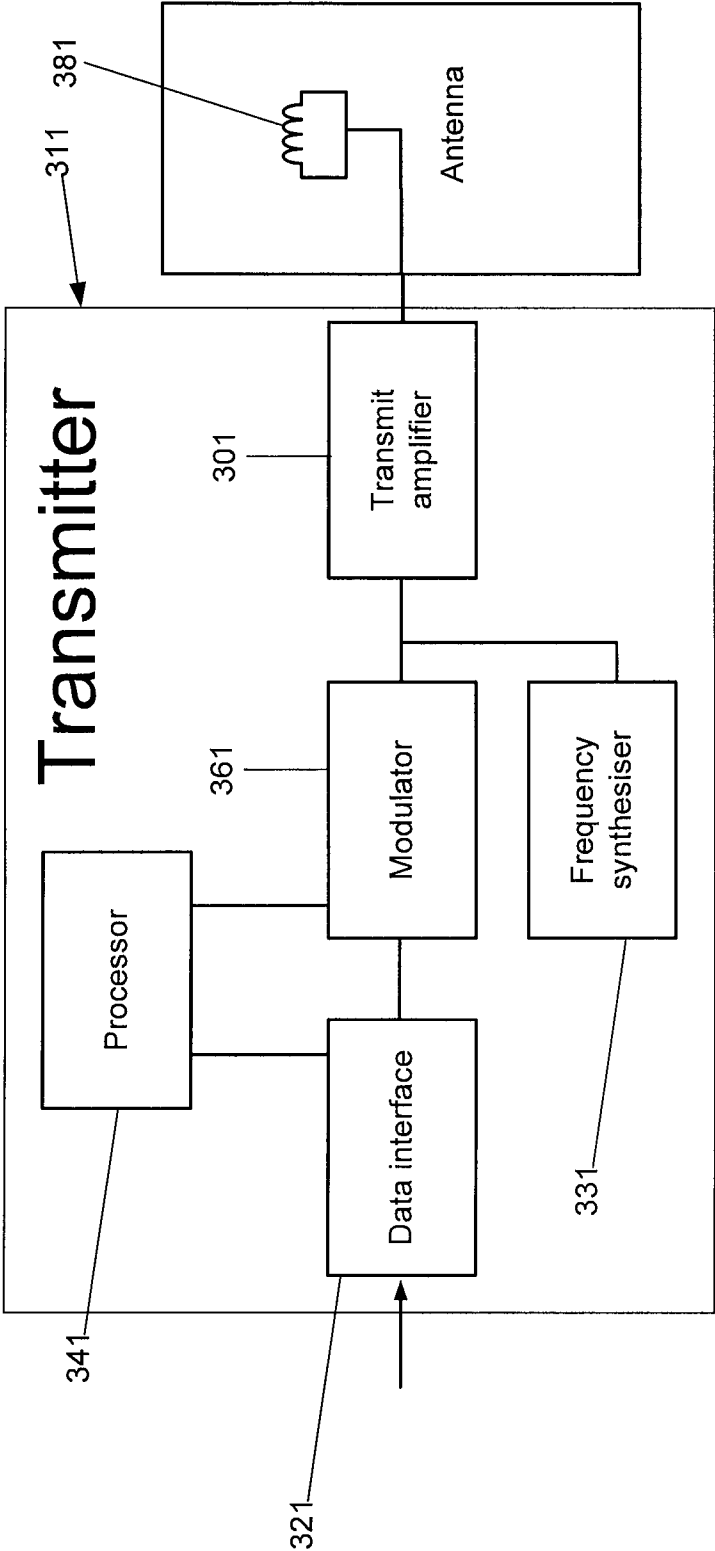 Transmitter
311
381
341
Processor
361
301
321
Data interface
Modulator
Transmit
amplifier
Antenna
331
Frequency
synthesiser